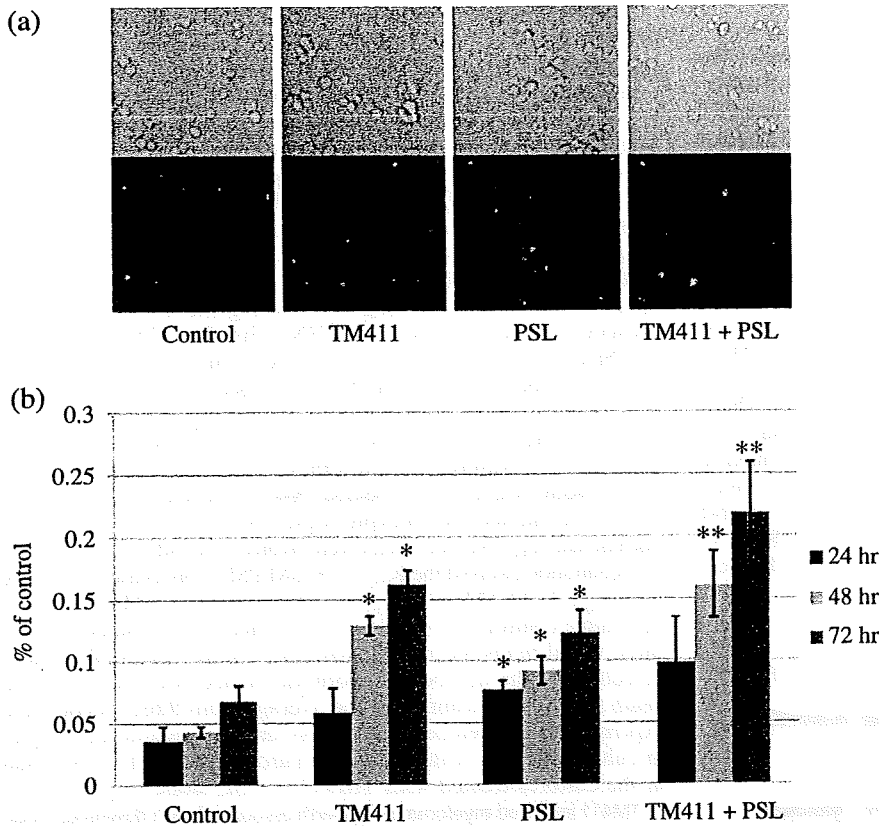 (a)
Control TM411 PSL TM411 + PSL
(b)
0.3
0.25
0.2
0.15
0.1
0.05
0
% of control
* * * * * ** **
24 hr
48 hr
72 hr
Control TM411 PSL TM411 + PSL